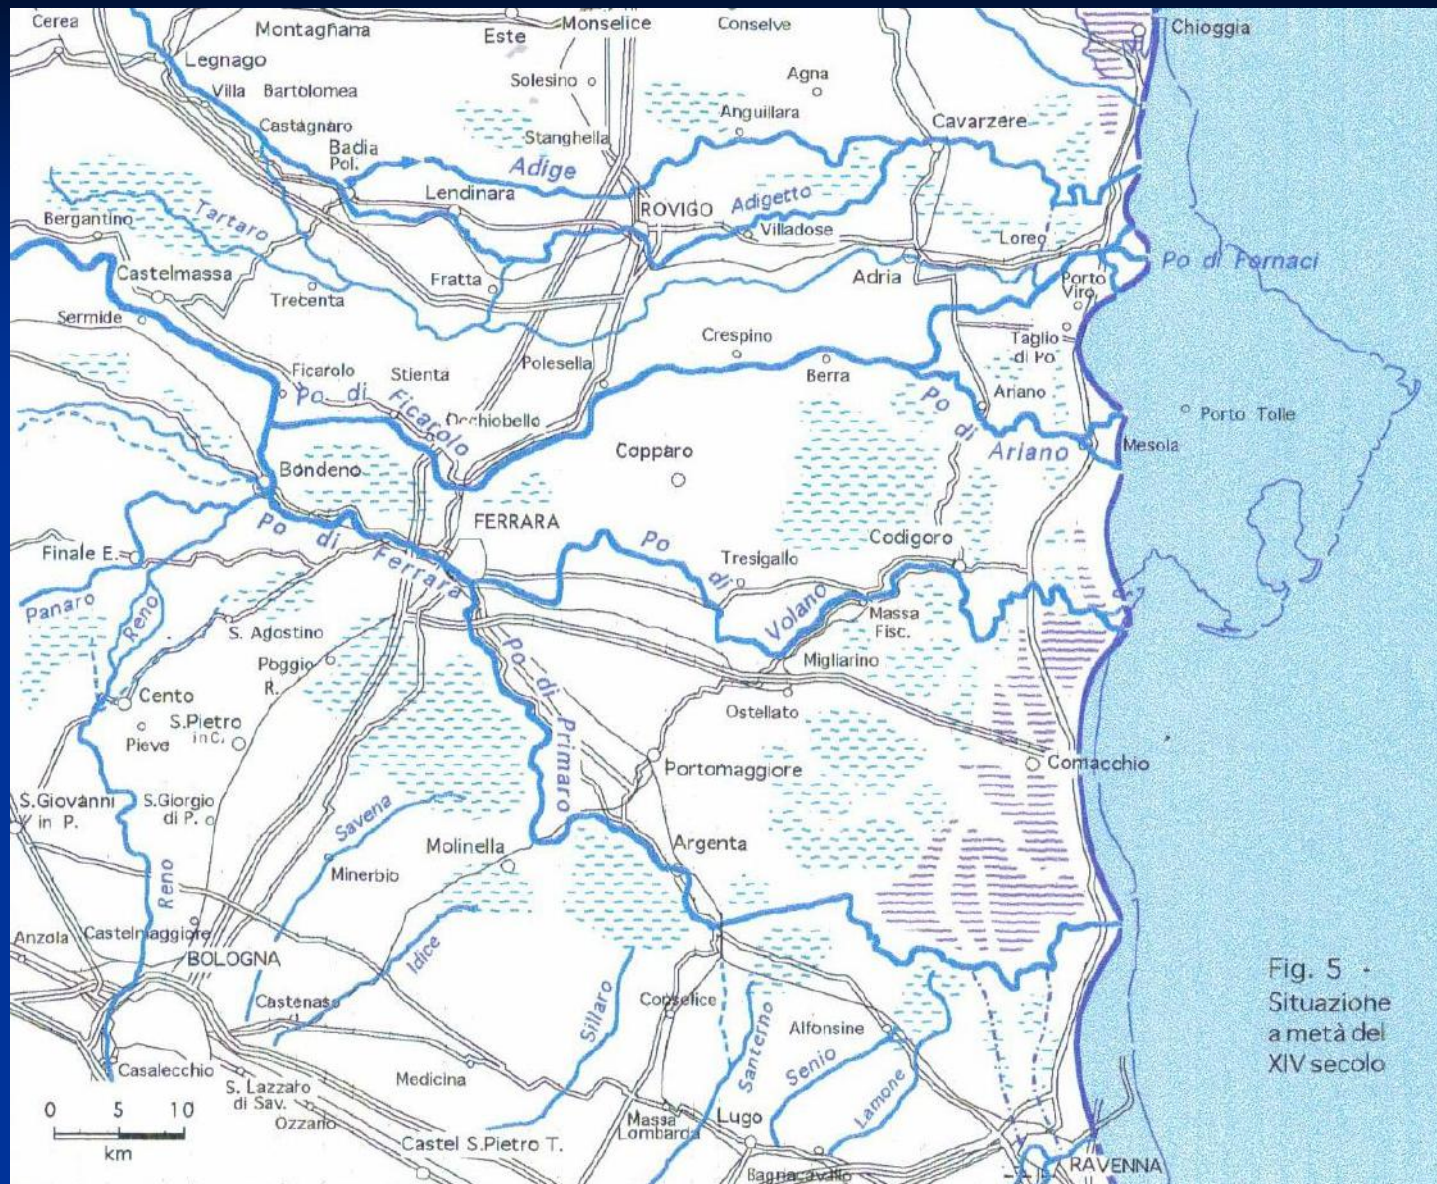 Cerea
Montagnana
Este
Monselice
Conselve
Chioggia
Legnago
Solesino
Agna
Villa Bartolomea
Anguillara
Castagnaro
Cavarzere
Badia
Pol.
Stanghella
Adige
Lendinara
ROVIGO
Adigetto
Bergantino
Tartaro
Villadose
Loreo
Po di Fornaci
Castelmassa
Fratta
Adria
Porto
Viro
Trecenta
Sermide
Crespino
Taglio
di Po
Ficarolo
Stienta
Polesella
Berra
Ariano
Po di Ficarolo
Occhiobello
Po di Ariano
Porto Tolle
Mesola
Bondeno
Copparo
FERRARA
Po di Ferrara
Codigoro
Finale E.
Po di Volano
Tresigallo
Panaro
Reno
Massa
Fisc.
S. Agostino
Poggio
R.
Po di Primaro
Migliarino
Cento
Ostellato
S.Pietro
in C.
Pieve
Portomaggiore
Comacchio
S.Giovanni
in P.
S.Giorgio
di P.
Savena
Molinella
Argenta
Minerbio
Reno
Anzola
Castelmaggiore
BOLOGNA
Idice
Fig. 5 -
Situazione
a metà del
XIV secolo
Castenaso
Sillaro
Conselice
Santerno
Alfonsine
Senio
Casalecchio
Medicina
Lamone
S. Lazzaro
di Sav.
Ozzano
0 5 10
km
Massa
Lombarda
Lugo
Castel S.Pietro T.
Bagnacavallo
RAVENNA